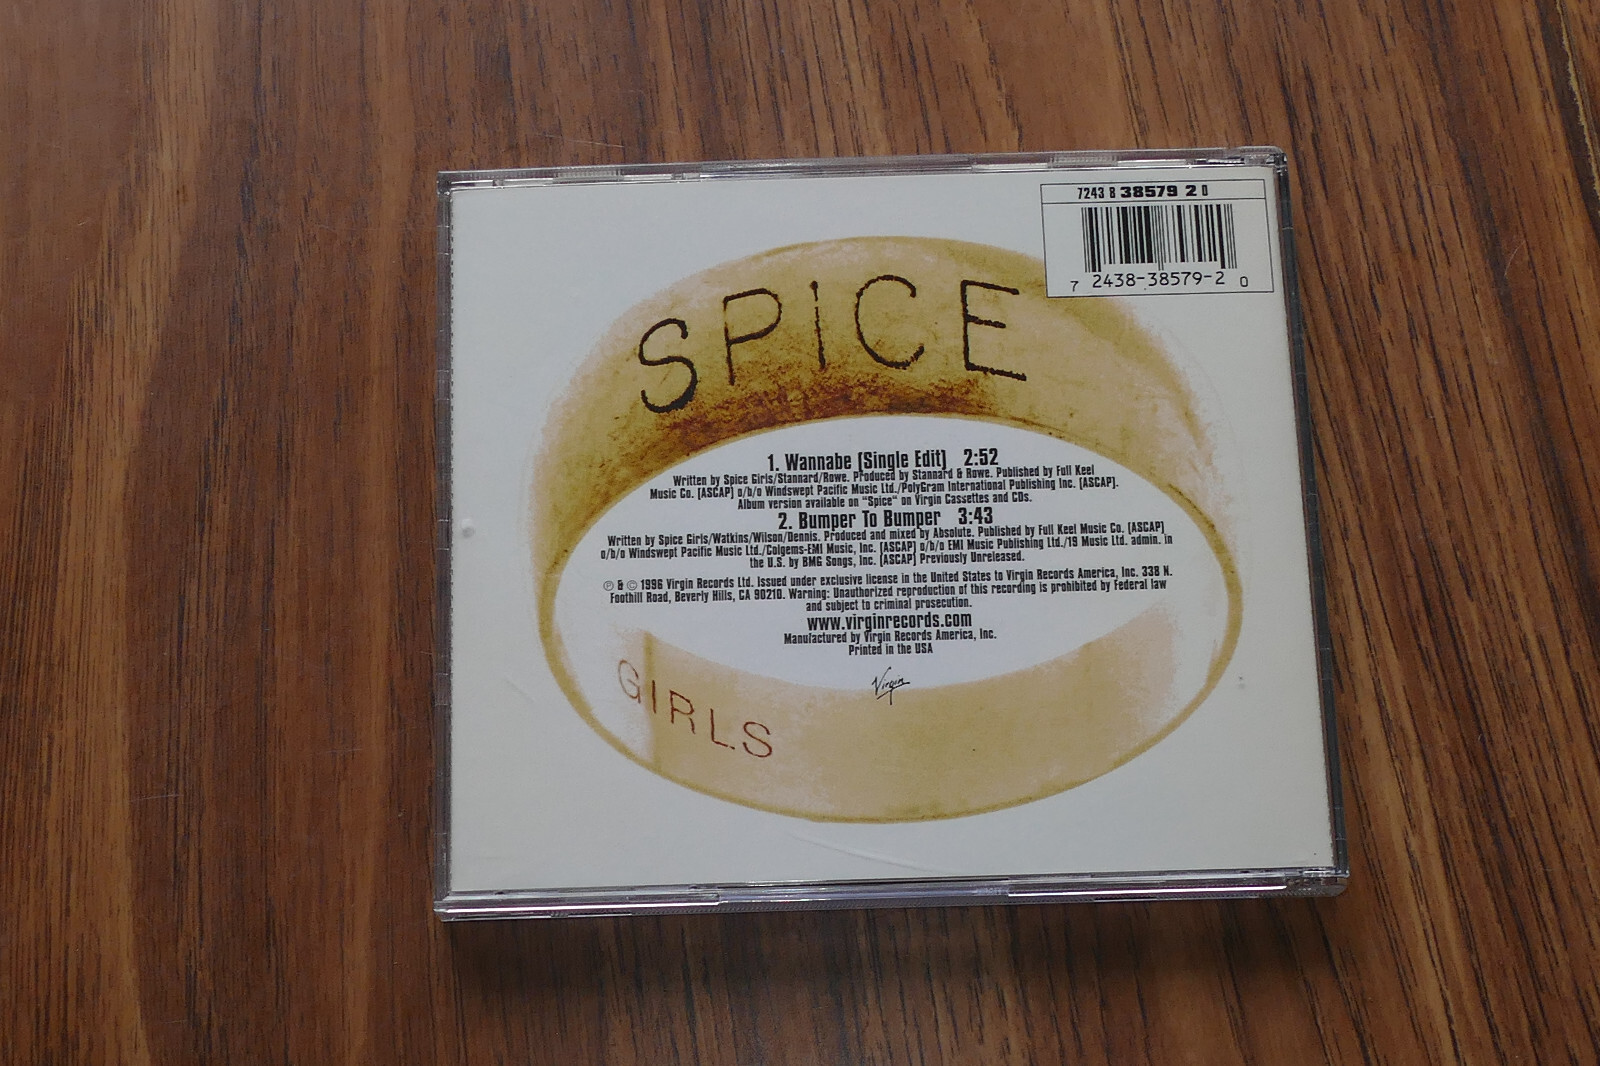 7243 8 38579 2 0
7 2438-38579-2 0
SPICE
1. Wannabe (Single Edit) 2:52
Written by Spice Girls/Stannard/Rowe. Produced by Stannard & Rowe. Published by Full Keel
Music Co. (ASCAP) o/b/o Windswept Pacific Music Ltd./PolyGram International Publishing Inc. (ASCAP).
Album version available on "Spice" on Virgin Cassettes and CDs.
2. Bumper To Bumper 3:43
Written by Spice Girls/Watkins/Wilson/Dennis. Produced and mixed by Absolute. Published by Full Keel Music Co. (ASCAP)
o/b/o Windswept Pacific Music Ltd./Colgems-EMI Music, Inc. (ASCAP) o/b/o EMI Music Publishing Ltd./19 Music Ltd. admin. in
the U.S. by BMG Songs, Inc. (ASCAP) Previously Unreleased.
℗ & © 1996 Virgin Records Ltd. Issued under exclusive license in the United States to Virgin Records America, Inc. 338 N.
Foothill Road, Beverly Hills, CA 90210. Warning: Unauthorized reproduction of this recording is prohibited by Federal law
and subject to criminal prosecution.
www.virginrecords.com
Manufactured by Virgin Records America, Inc.
Printed in the USA
Virgin
GIRLS